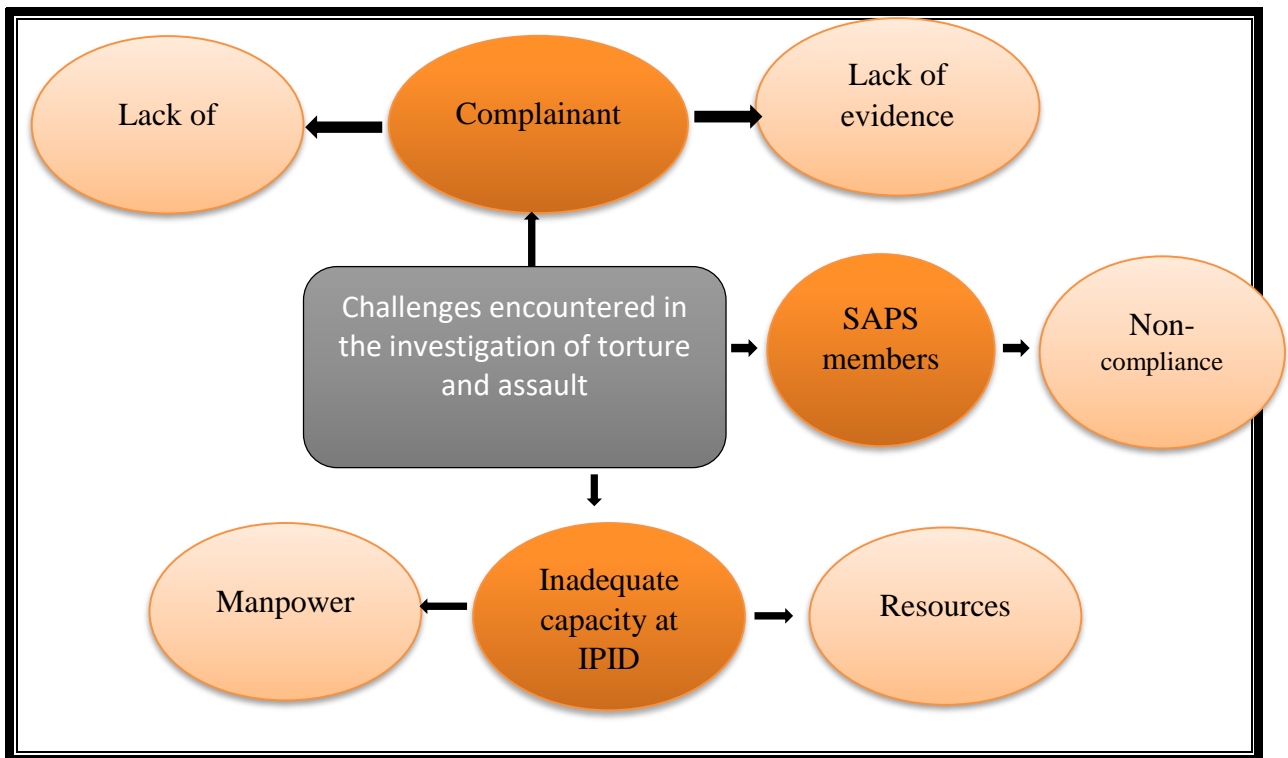 Lack of
Complainant
Lack of
evidence
Challenges encountered in
the investigation of torture
and assault
SAPS
members
Non-
compliance
Manpower
Inadequate
capacity at
IPID
Resources